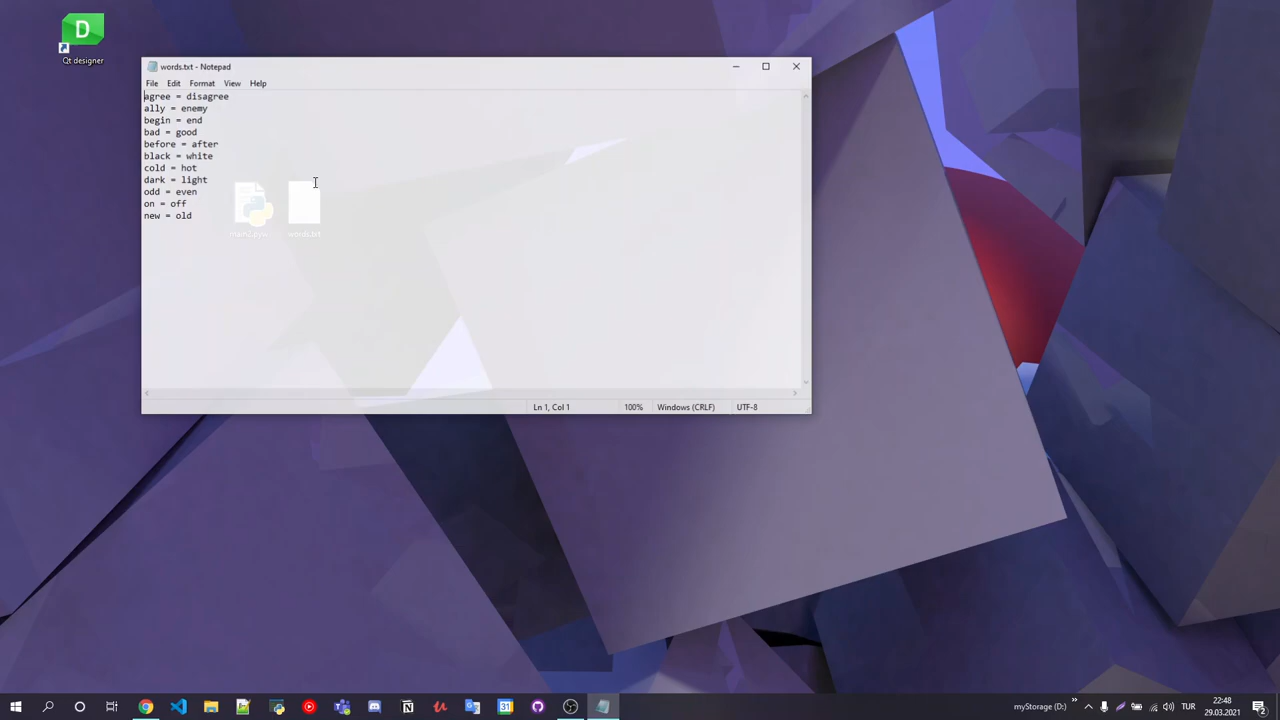 Qt designer
words.txt - Notepad
File Edit Format View Help
agree = disagree
ally = enemy
begin = end
bad = good
before = after
black = white
cold = hot
dark = light
odd = even
on = off
new = old
words.txt
Ln 1, Col 1 100% Windows (CRLF) UTF-8
myStorage (D:) TUR 22:48
29.03.2021